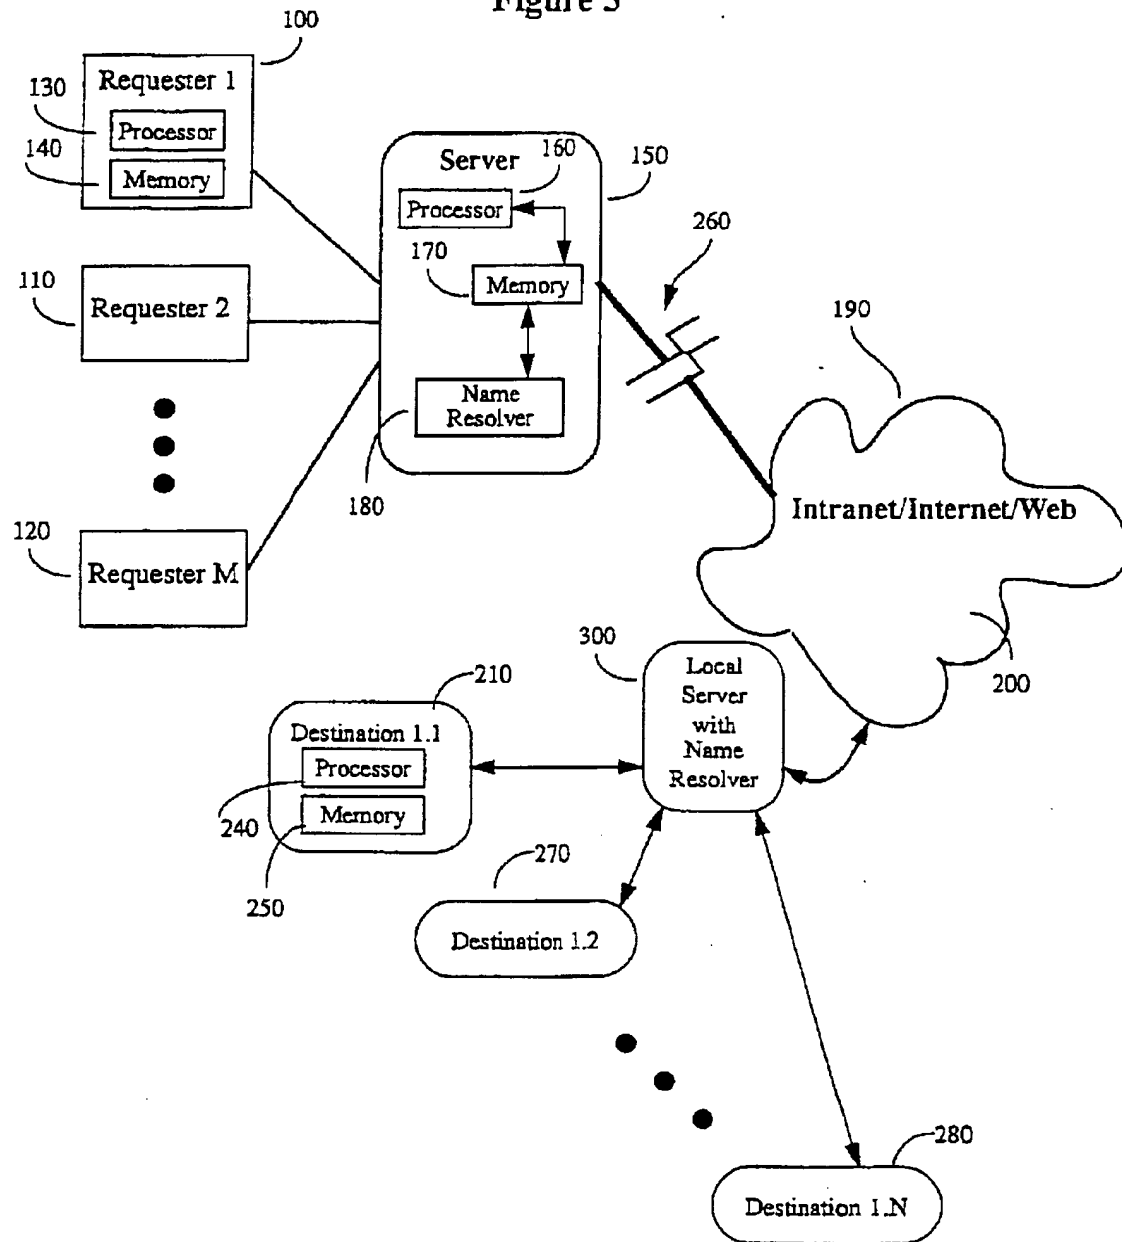 Figure 3
100
Requester 1
130
Processor
140
Memory
Server
160
150
Processor
170
Memory
260
110
Requester 2
190
Name
Resolver
180
Intranet/Internet/Web
120
Requester M
300
Local
Server
with
Name
Resolver
200
210
Destination 1.1
Processor
Memory
240
250
270
Destination 1.2
280
Destination 1.N